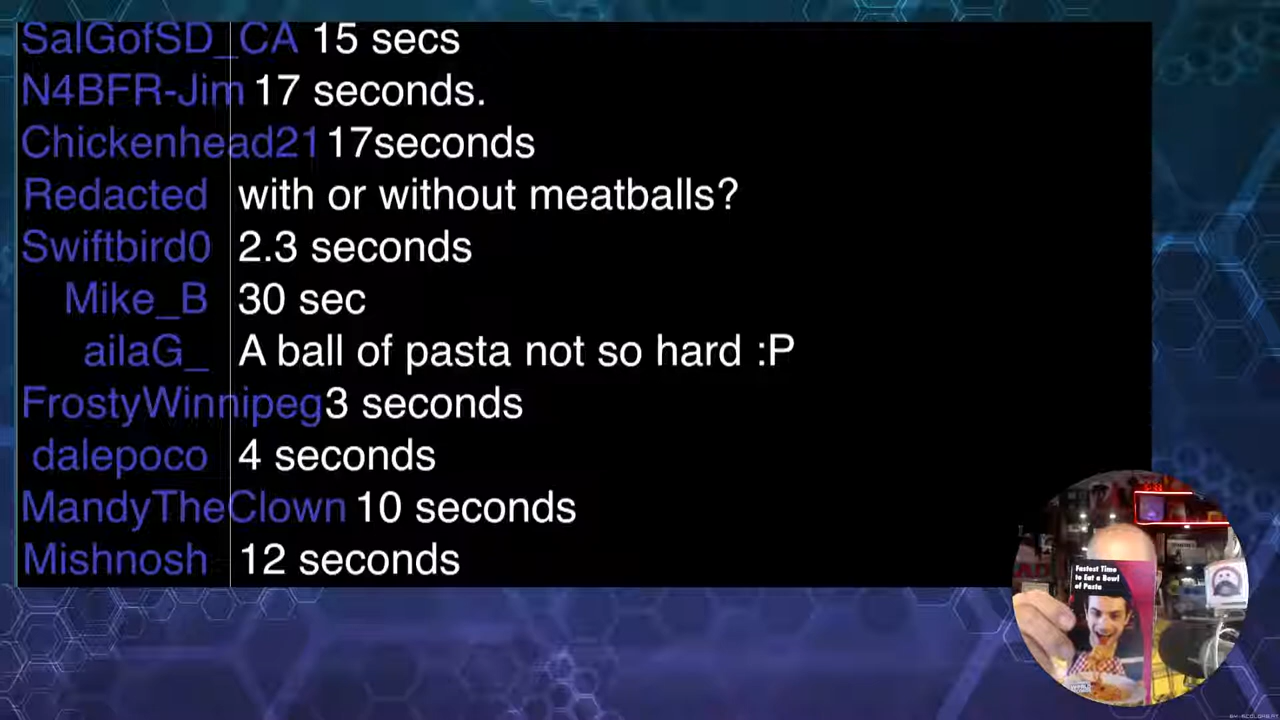 SalGofSD_CA 15 secs
N4BFR-Jim 17 seconds.
Chickenhead21 17seconds
Redacted with or without meatballs?
Swiftbird0 2.3 seconds
Mike_B 30 sec
ailaG_ A ball of pasta not so hard :P
FrostyWinnipeg 3 seconds
dalepoco 4 seconds
MandyTheClown 10 seconds
Mishnosh 12 seconds
Fastest Time
to Eat a Bowl
of Pasta